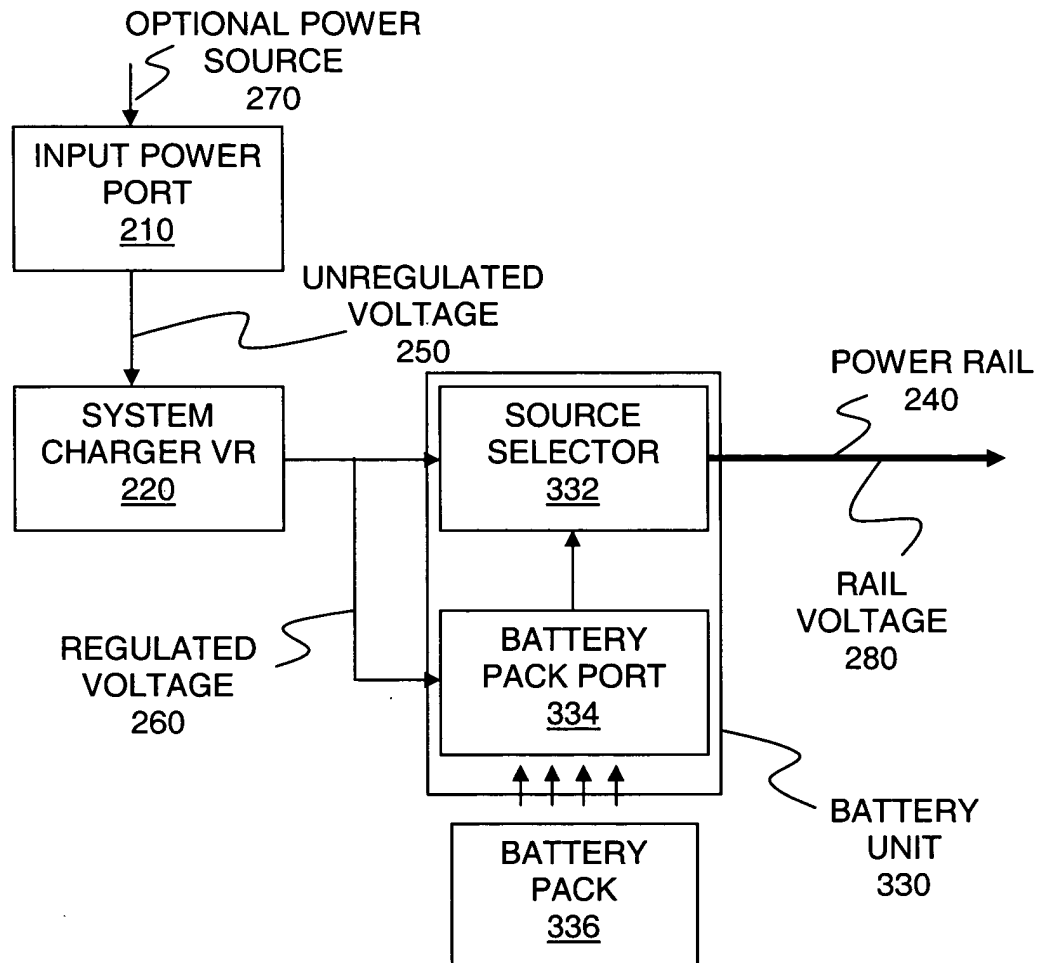 OPTIONAL POWER
SOURCE
270
INPUT POWER
PORT
210
UNREGULATED
VOLTAGE
250
SYSTEM
CHARGER VR
220
SOURCE
SELECTOR
332
POWER RAIL
240
REGULATED
VOLTAGE
260
BATTERY
PACK PORT
334
RAIL
VOLTAGE
280
BATTERY
UNIT
330
BATTERY
PACK
336